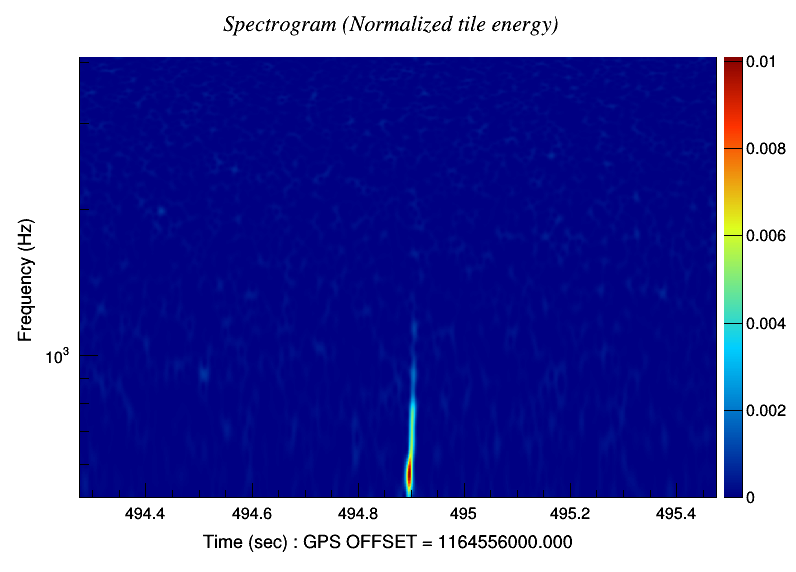 Spectrogram (Normalized tile energy)
0.01
0.008
0.006
0.004
0.002
0
Frequency (Hz)
10³
494.4 494.6 494.8 495 495.2 495.4
Time (sec) : GPS OFFSET = 1164556000.000